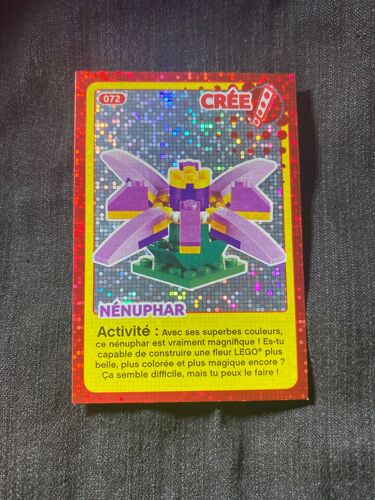 072
CRÉE
NÉNUPHAR
Activité : Avec ses superbes couleurs,
ce nénuphar est vraiment magnifique ! Es-tu
capable de construire une fleur LEGO® plus
belle, plus colorée et plus magique encore ?
Ça semble difficile, mais tu peux le faire !